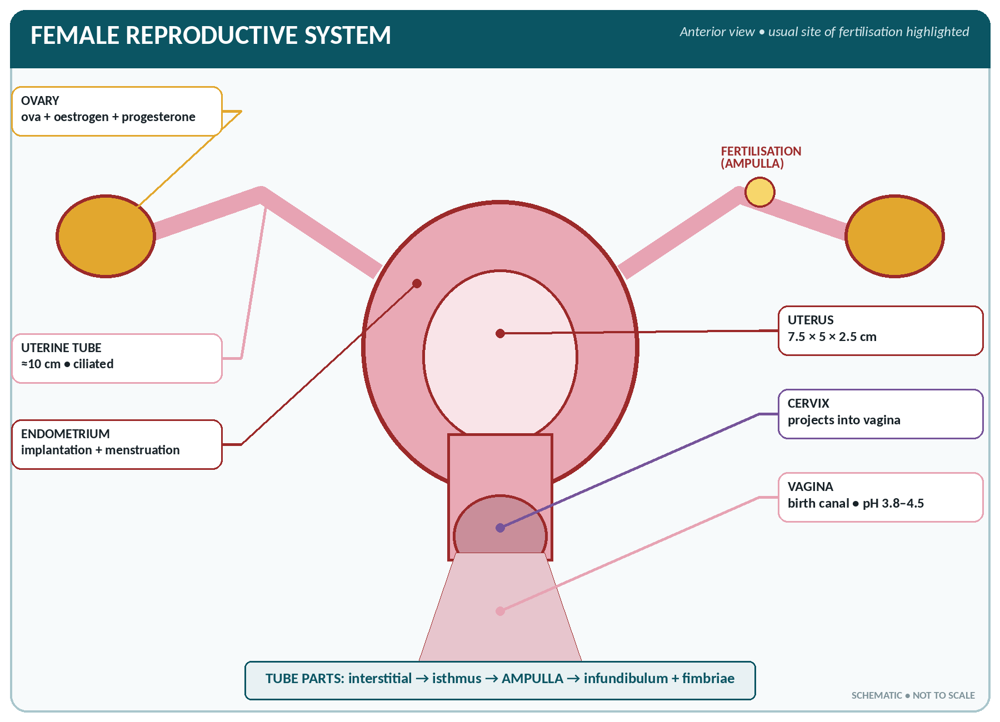 FEMALE REPRODUCTIVE SYSTEM
Anterior view • usual site of fertilisation highlighted
OVARY
ova + oestrogen + progesterone
FERTILISATION
(AMPULLA)
UTERUS
7.5 × 5 × 2.5 cm
UTERINE TUBE
≈10 cm • ciliated
CERVIX
projects into vagina
ENDOMETRIUM
implantation + menstruation
VAGINA
birth canal • pH 3.8–4.5
TUBE PARTS: interstitial → isthmus → AMPULLA → infundibulum + fimbriae
SCHEMATIC • NOT TO SCALE